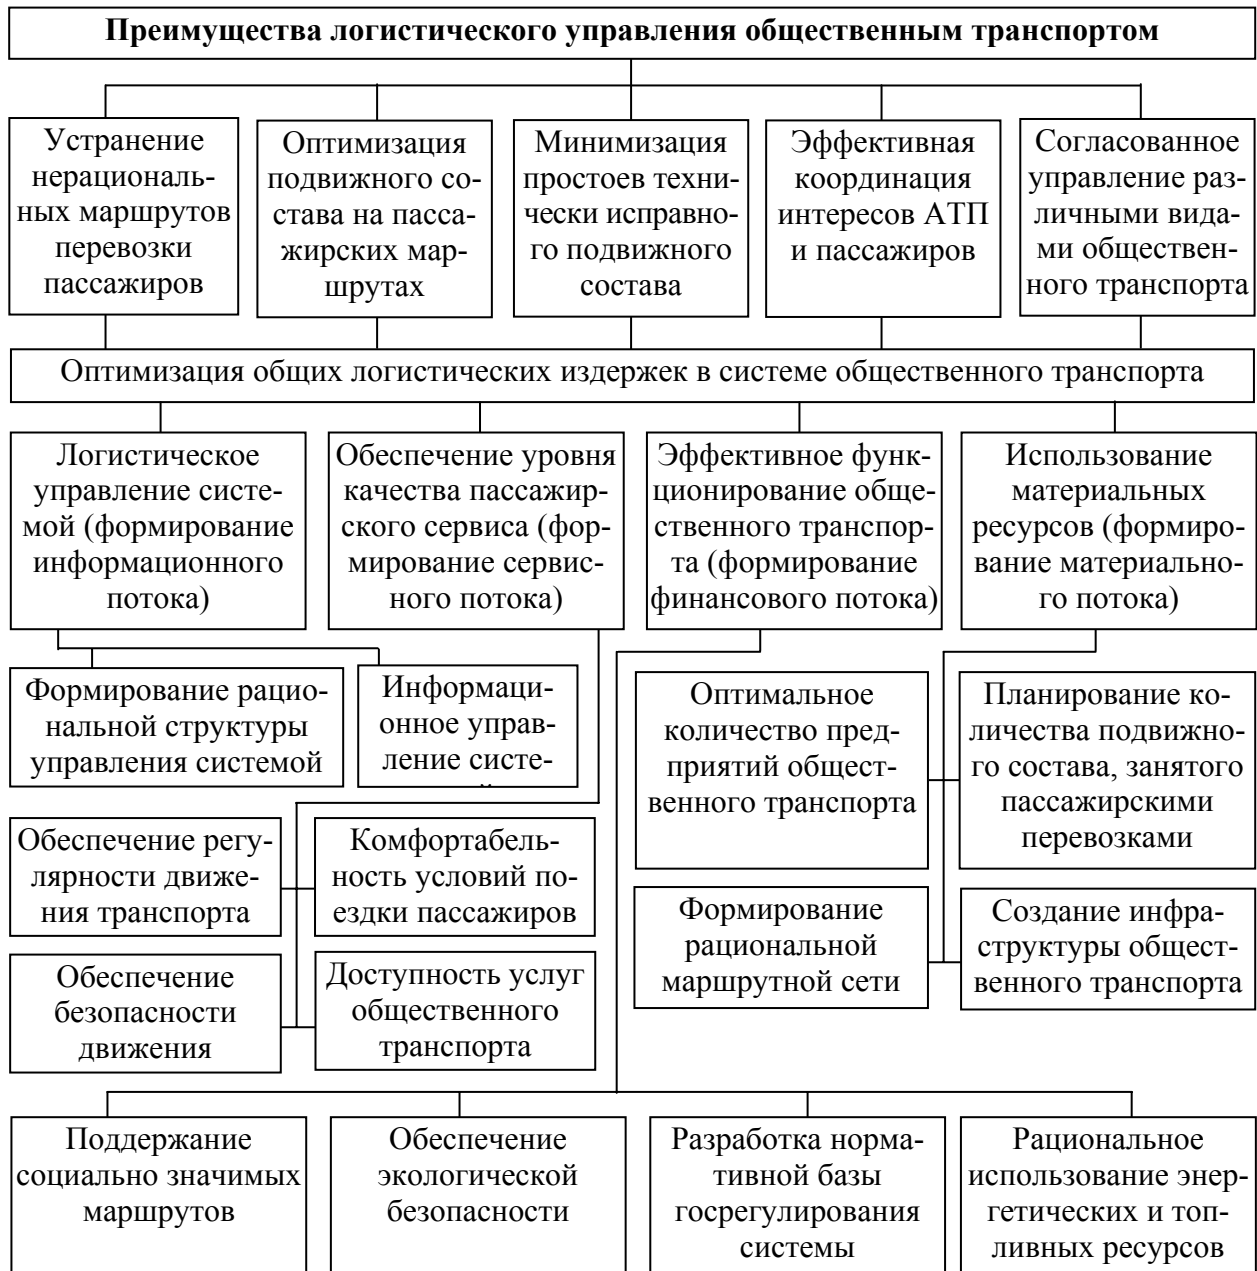 Преимущества логистического управления общественным транспортом
Устранение
нерациональ-
ных маршрутов
перевозки
пассажиров
Оптимизация
подвижного со-
става на пасса-
жирских мар-
шрутах
Минимизация
простоев техни-
чески исправно-
го подвижного
состава
Эффективная
координация
интересов АТП
и пассажиров
Согласованное
управление раз-
личными вида-
ми обществен-
ного транспорта
Оптимизация общих логистических издержек в системе общественного транспорта
Логистическое
управление систе-
мой (формирование
информационного
потока)
Обеспечение уровня
качества пассажир-
ского сервиса (фор-
мирование сервис-
ного потока)
Эффективное функ-
ционирование обще-
ственного транспор-
та (формирование
финансового потока)
Использование
материальных
ресурсов (формиро-
вание материально-
го потока)
Формирование рацио-
нальной структуры
управления системой
Информаци-
онное управ-
ление систе-
Оптимальное
количество пред-
приятий общест-
венного транспорта
Планирование ко-
личества подвижно-
го состава, занятого
пассажирскими
перевозками
Обеспечение регу-
лярности движе-
ния транспорта
Комфортабель-
ность условий по-
ездки пассажиров
Формирование
рациональной
маршрутной сети
Создание инфра-
структуры общест-
венного транспорта
Обеспечение
безопасности
движения
Доступность услуг
общественного
транспорта
Поддержание
социально значимых
маршрутов
Обеспечение
экологической
безопасности
Разработка норма-
тивной базы
госрегулирования
системы
Рациональное
использование энер-
гетических и топ-
ливных ресурсов